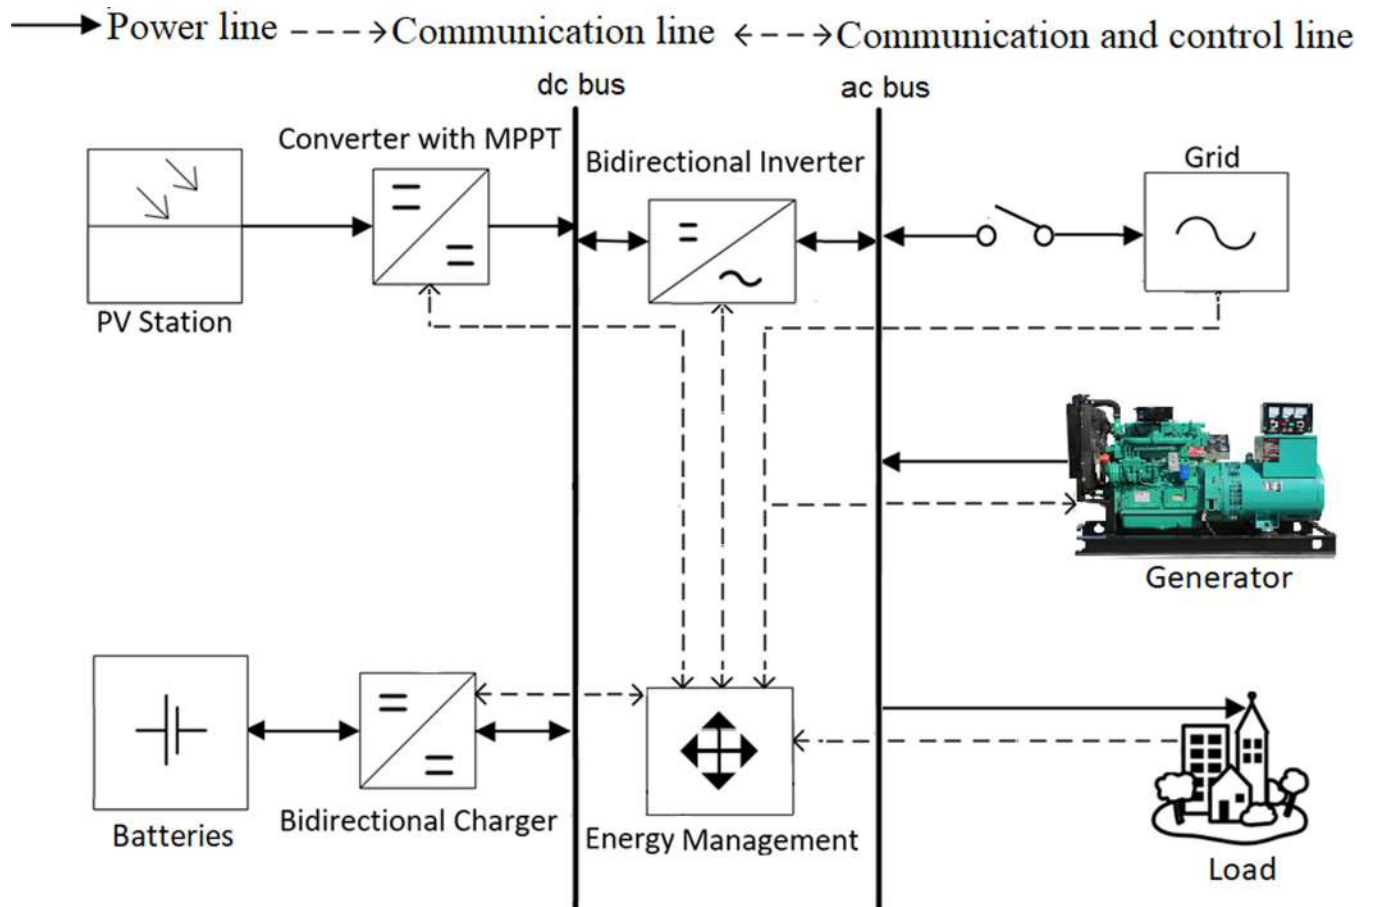 Power line Communication line Communication and control line
dc bus
ac bus
Converter with MPPT
Bidirectional Inverter
Grid
PV Station
Generator
Batteries
Bidirectional Charger
Energy Management
Load